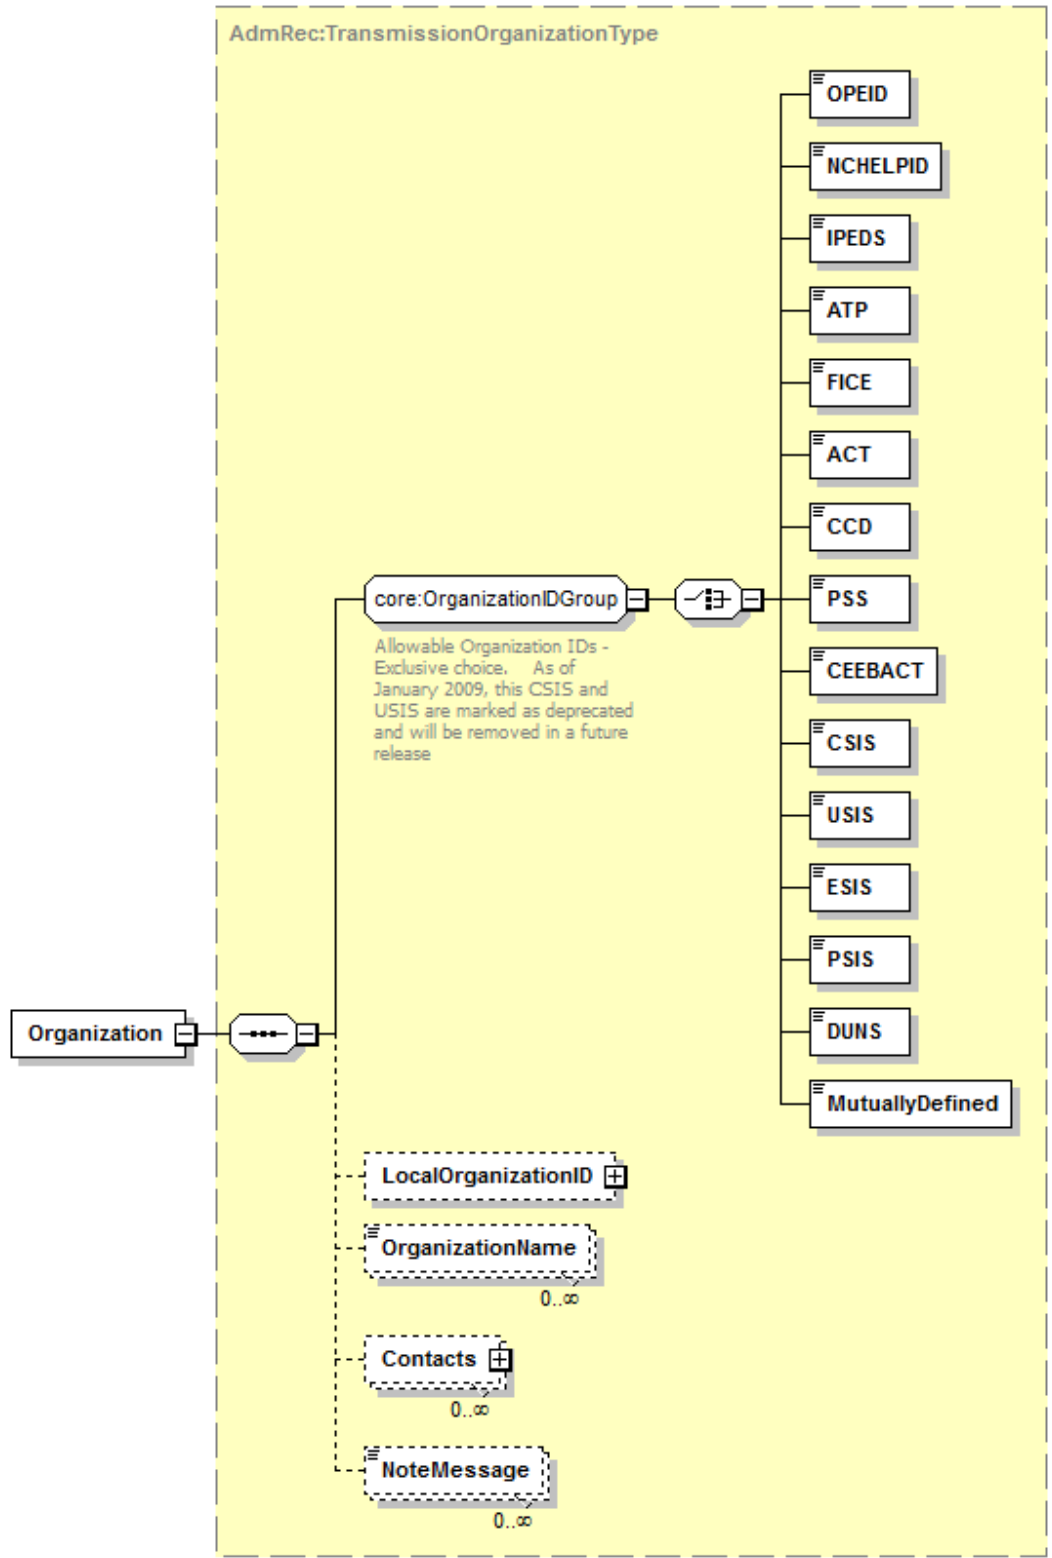 AdmRec:TransmissionOrganizationType
OPEID
NCHELPID
IPEDS
ATP
FICE
ACT
CCD
core:OrganizationIDGroup
PSS
Allowable Organization IDs -
Exclusive choice.    As of
January 2009, this CSIS and
USIS are marked as deprecated
and will be removed in a future
release
CEEBACT
CSIS
USIS
ESIS
PSIS
DUNS
Organization
MutuallyDefined
LocalOrganizationID
OrganizationName
0..∞
Contacts
0..∞
NoteMessage
0..∞